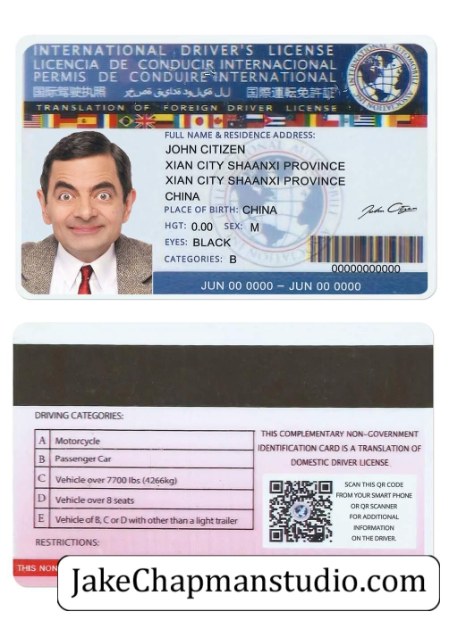 INTERNATIONAL DRIVER'S LICENSE
LICENCIA DE CONDUCIR INTERNACIONAL
PERMIS DE CONDUIRE INTERNATIONAL
国际驾驶执照 国際運転免許証
TRANSLATION OF FOREIGN DRIVER LICENSE
FULL NAME & RESIDENCE ADDRESS:
JOHN CITIZEN
XIAN CITY SHAANXI PROVINCE
XIAN CITY SHAANXI PROVINCE
CHINA
PLACE OF BIRTH: CHINA
HGT: 0.00 SEX: M
EYES: BLACK
CATEGORIES: B
John Citizen
00000000000
JUN 00 0000 – JUN 00 0000
DRIVING CATEGORIES:
A Motorcycle
B Passenger Car
C Vehicle over 7700 lbs (4266kg)
D Vehicle over 8 seats
E Vehicle of B, C or D with other than a light trailer
RESTRICTIONS:
THIS COMPLEMENTARY NON-GOVERNMENT
IDENTIFICATION CARD IS A TRANSLATION OF
DOMESTIC DRIVER LICENSE
SCAN THIS QR CODE
FROM YOUR SMART PHONE
OR QR SCANNER
FOR ADDITIONAL
INFORMATION
ON THE DRIVER.
THIS NON
JakeChapmanstudio.com